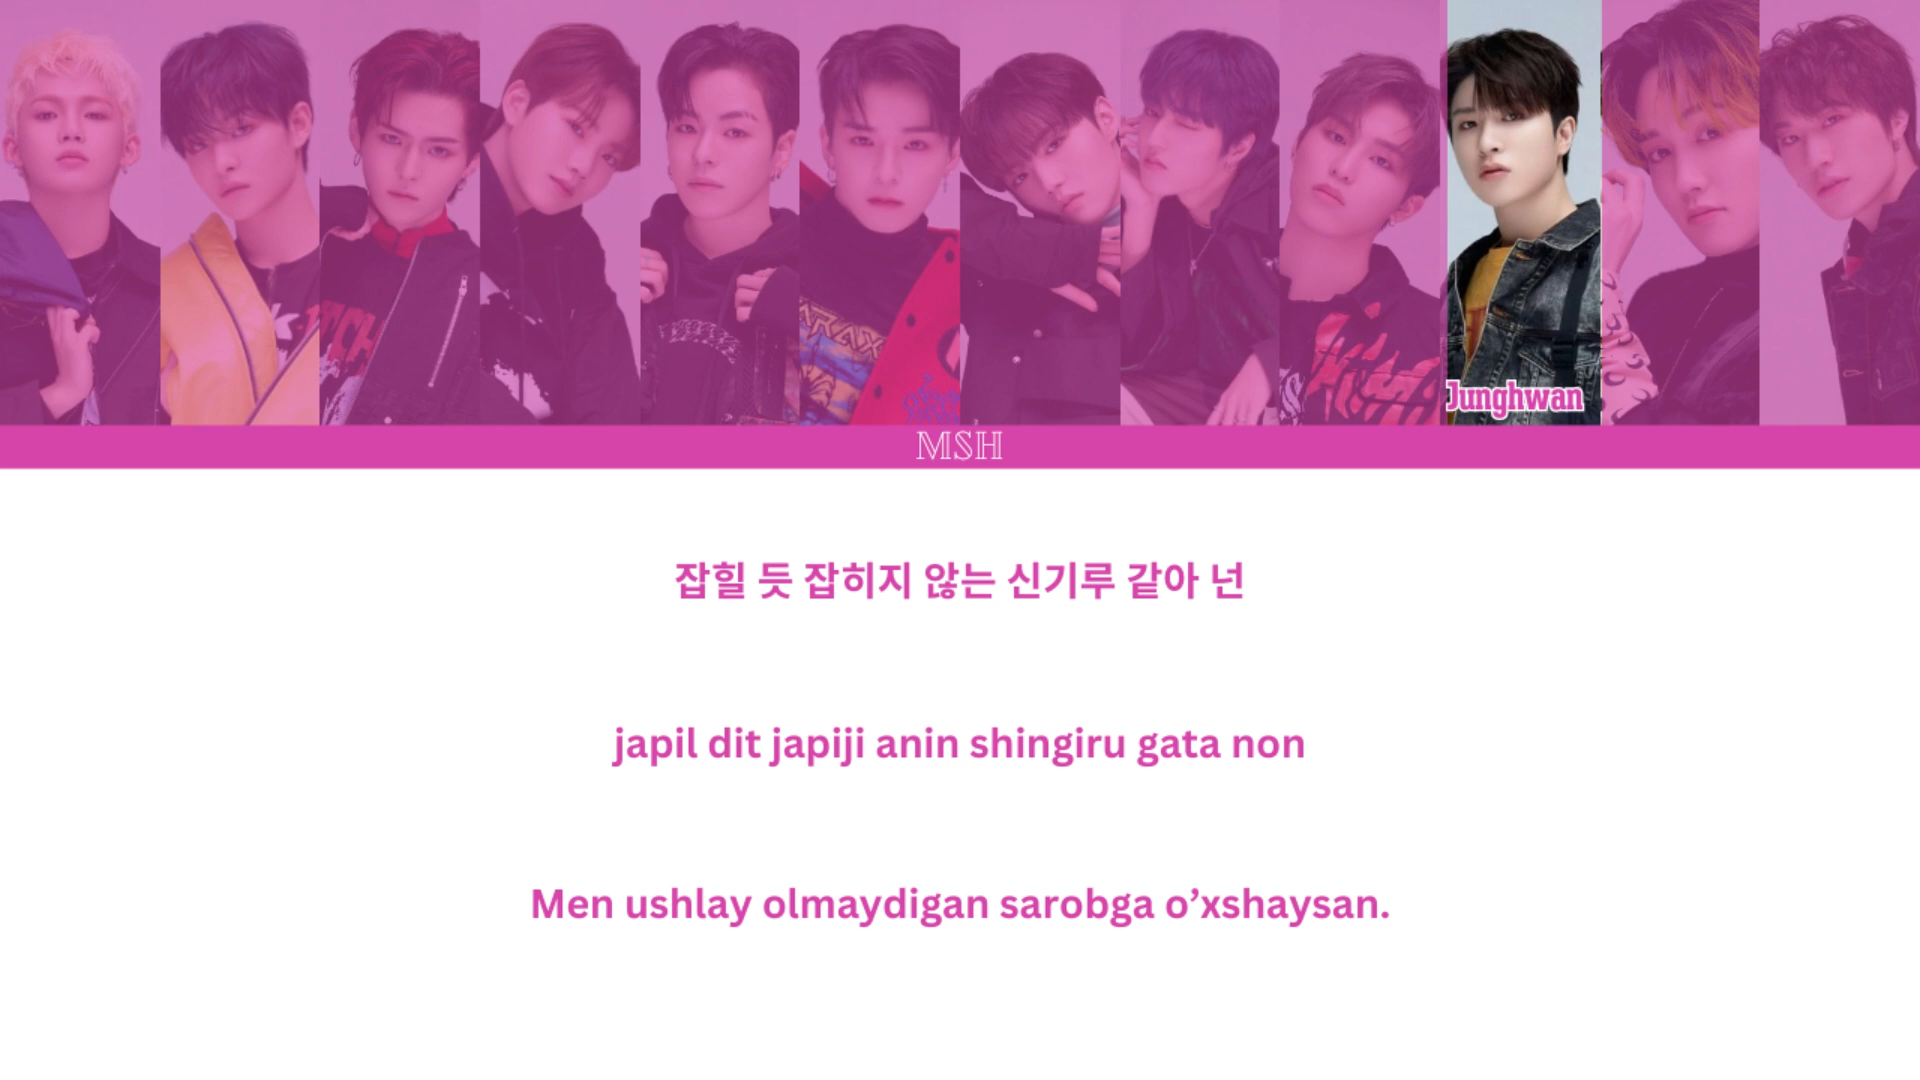 Junghwan
MSH
잡힐 듯 잡히지 않는 신기루 같아 넌
japil dit japiji anin shingiru gata non
Men ushlay olmaydigan sarobga o’xshaysan.